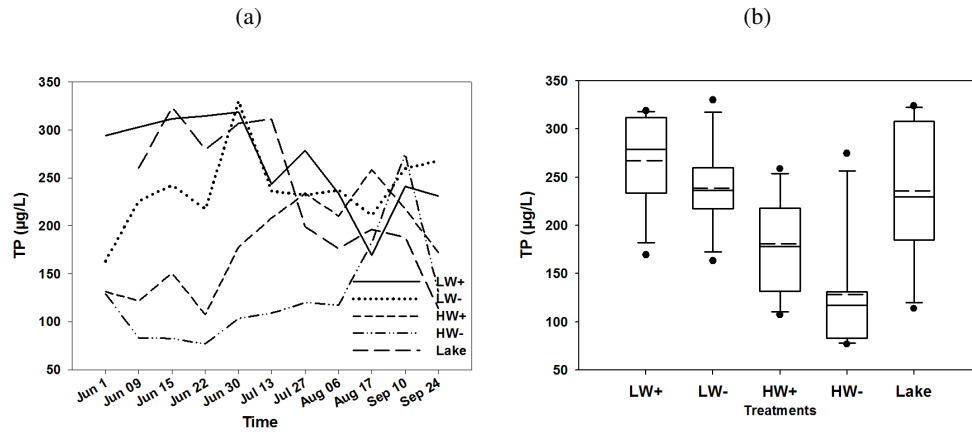 (a)
(b)
350
300
250
200
150
100
50
TP (µg/L)
LW+
LW-
HW+
HW-
Lake
Jun 1
Jun 09
Jun 15
Jun 22
Jun 30
Jul 13
Jul 27
Aug 06
Aug 17
Sep 10
Sep 24
Time
350
300
250
200
150
100
50
TP (µg/L)
LW+ LW- HW+ HW- Lake
Treatments